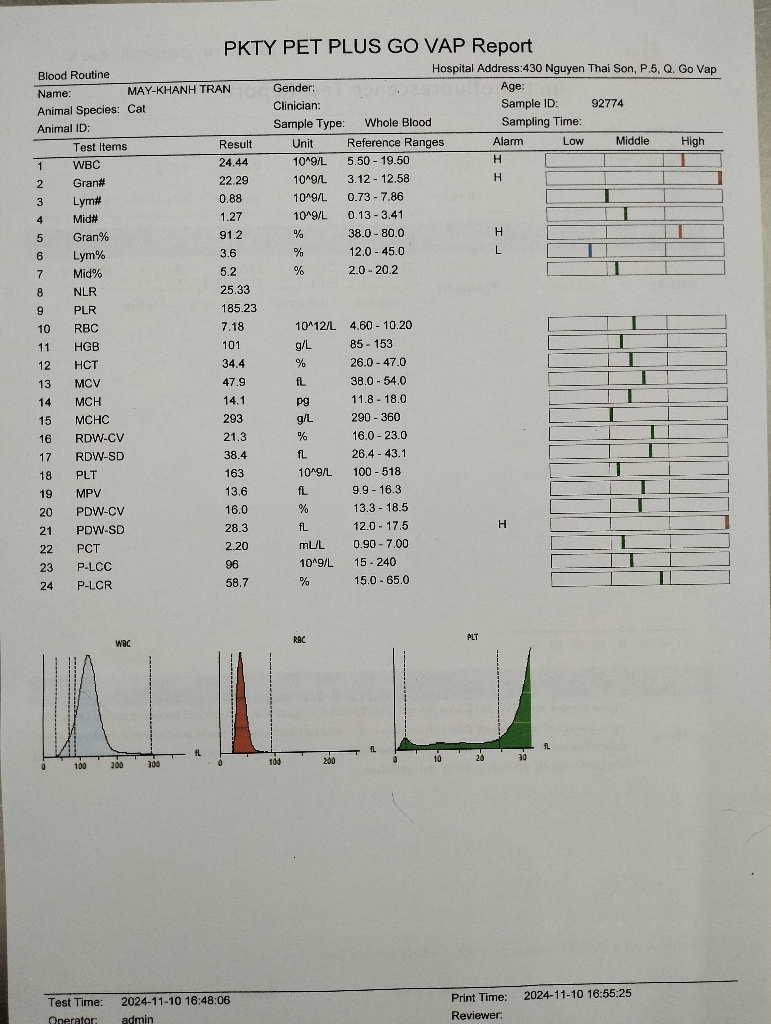 PKTY PET PLUS GO VAP Report
Blood Routine Hospital Address:430 Nguyen Thai Son, P.5, Q. Go Vap
Name: MAY-KHANH TRAN Gender: Age:
Animal Species: Cat Clinician: Sample ID: 92774
Animal ID: Sample Type: Whole Blood Sampling Time:
Test Items Result Unit Reference Ranges Alarm Low Middle High
1 WBC 24.44 10^9/L 5.50 - 19.50 H
2 Gran# 22.29 10^9/L 3.12 - 12.58 H
3 Lym# 0.88 10^9/L 0.73 - 7.86
4 Mid# 1.27 10^9/L 0.13 - 3.41
5 Gran% 91.2 % 38.0 - 80.0 H
6 Lym% 3.6 % 12.0 - 45.0 L
7 Mid% 5.2 % 2.0 - 20.2
8 NLR 25.33
9 PLR 185.23
10 RBC 7.18 10^12/L 4.60 - 10.20
11 HGB 101 g/L 85 - 153
12 HCT 34.4 % 26.0 - 47.0
13 MCV 47.9 fL 38.0 - 54.0
14 MCH 14.1 pg 11.8 - 18.0
15 MCHC 293 g/L 290 - 360
16 RDW-CV 21.3 % 16.0 - 23.0
17 RDW-SD 38.4 fL 26.4 - 43.1
18 PLT 163 10^9/L 100 - 518
19 MPV 13.6 fL 9.9 - 16.3
20 PDW-CV 16.0 % 13.3 - 18.5
21 PDW-SD 28.3 fL 12.0 - 17.5 H
22 PCT 2.20 mL/L 0.90 - 7.00
23 P-LCC 96 10^9/L 15 - 240
24 P-LCR 58.7 % 15.0 - 65.0
WBC RBC PLT
fL fL fL
0 100 200 300 0 100 200 0 10 20 30
Test Time: 2024-11-10 16:48:06 Print Time: 2024-11-10 16:55:25
Operator: admin Reviewer: